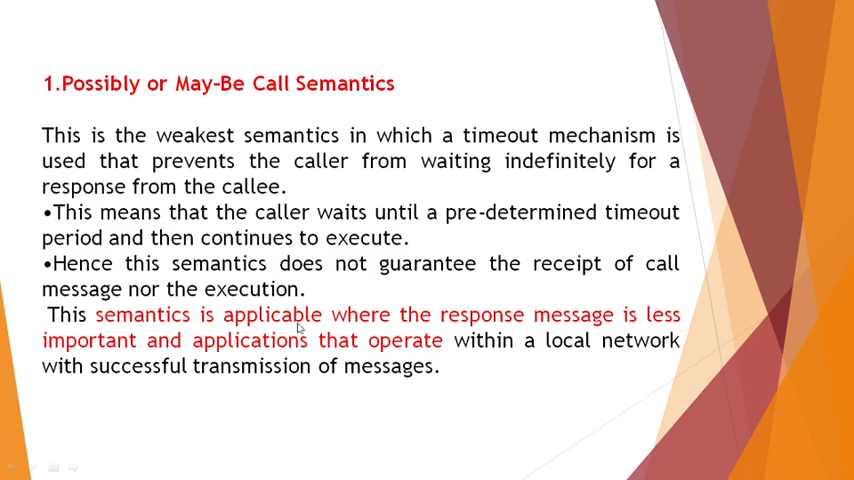 1.Possibly or May-Be Call Semantics
This is the weakest semantics in which a timeout mechanism is
used that prevents the caller from waiting indefinitely for a
response from the callee.
•This means that the caller waits until a pre-determined timeout
period and then continues to execute.
•Hence this semantics does not guarantee the receipt of call
message nor the execution.
This semantics is applicable where the response message is less
important and applications that operate within a local network
with successful transmission of messages.